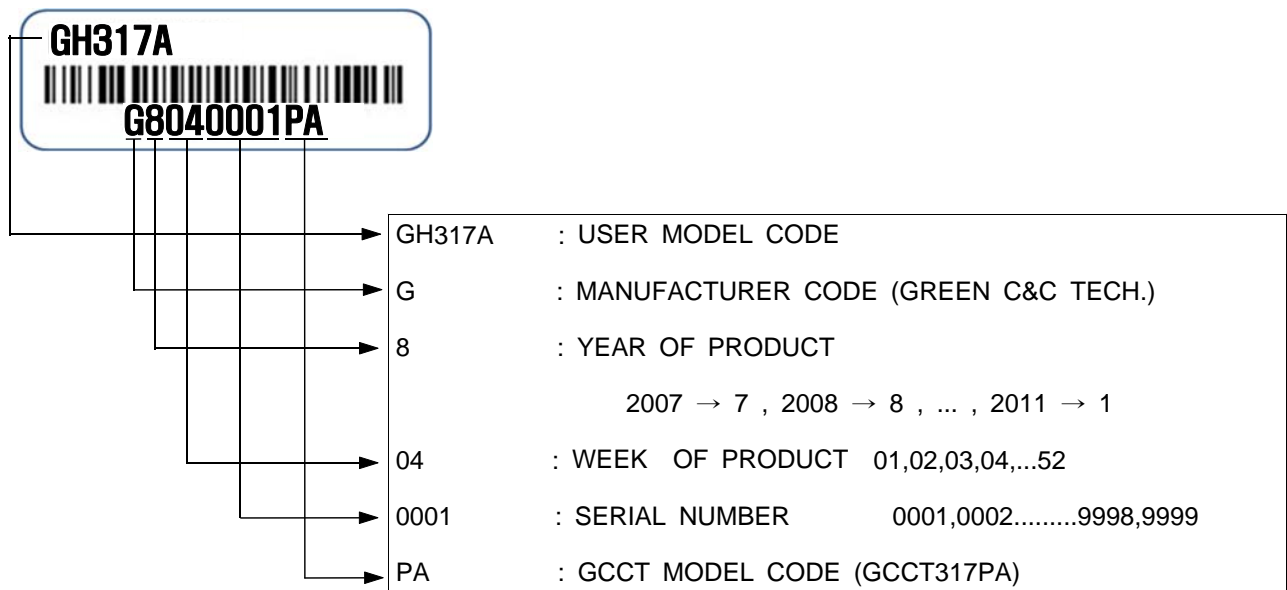 GH317A
G8040001PA
GH317A : USER MODEL CODE
G : MANUFACTURER CODE (GREEN C&C TECH.)
8 : YEAR OF PRODUCT
2007 → 7 , 2008 → 8 , ... , 2011 → 1
04 : WEEK OF PRODUCT 01,02,03,04,...52
0001 : SERIAL NUMBER 0001,0002.........9998,9999
PA : GCCT MODEL CODE (GCCT317PA)